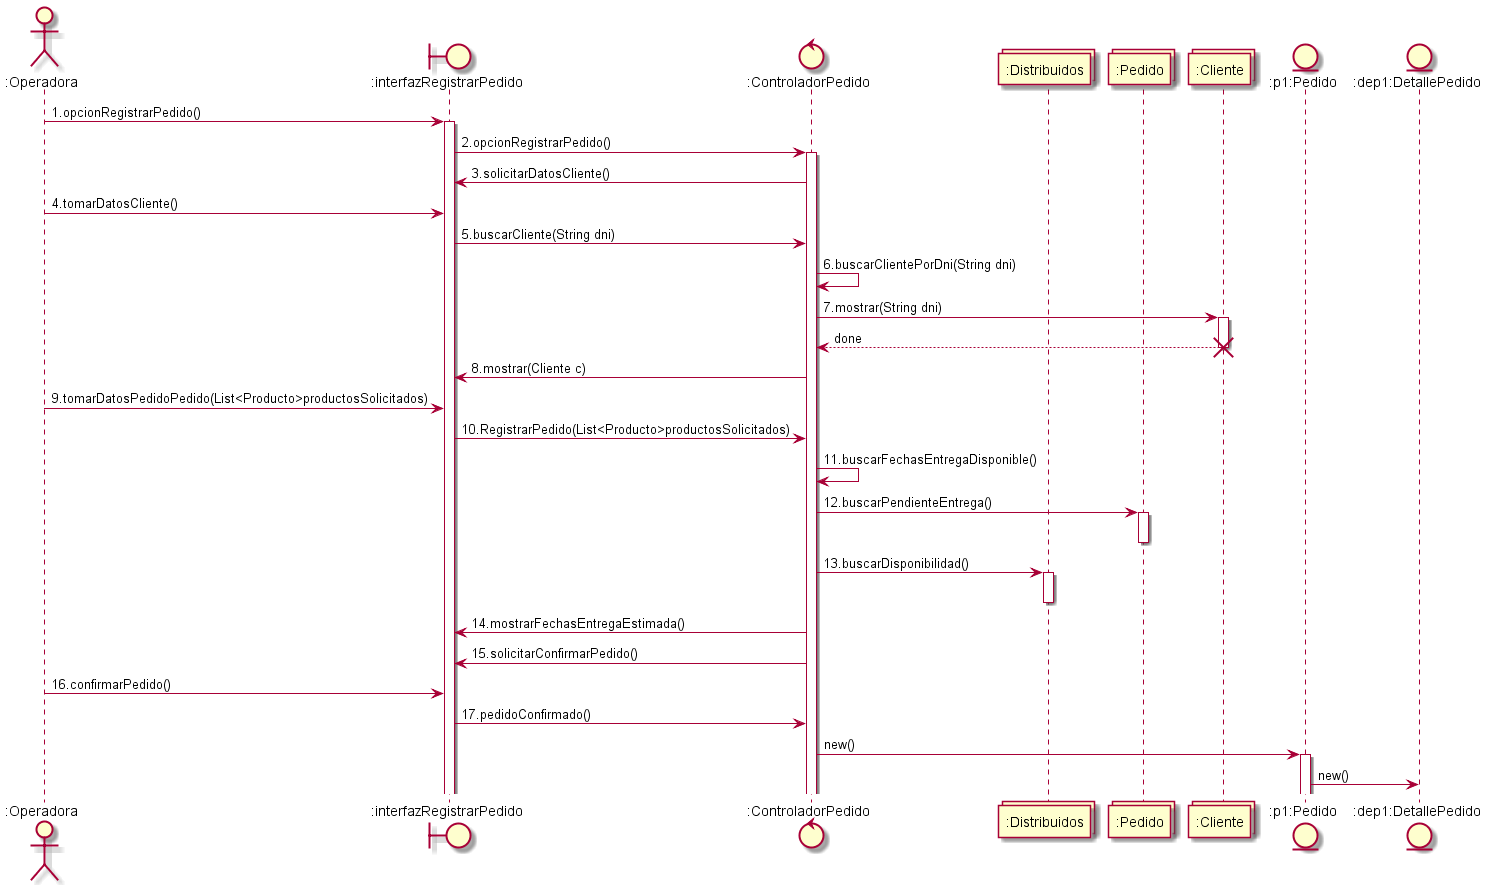 :Operadora
:interfazRegistrarPedido
:ControladorPedido
:Distribuidos
:Pedido
:Cliente
:p1:Pedido
:dep1:DetallePedido
1.opcionRegistrarPedido()
2.opcionRegistrarPedido()
3.solicitarDatosCliente()
4.tomarDatosCliente()
5.buscarCliente(String dni)
6.buscarClientePorDni(String dni)
7.mostrar(String dni)
done
8.mostrar(Cliente c)
9.tomarDatosPedidoPedido(List<Producto>productosSolicitados)
10.RegistrarPedido(List<Producto>productosSolicitados)
11.buscarFechasEntregaDisponible()
12.buscarPendienteEntrega()
13.buscarDisponibilidad()
14.mostrarFechasEntregaEstimada()
15.solicitarConfirmarPedido()
16.confirmarPedido()
17.pedidoConfirmado()
new()
new()
:Operadora
:interfazRegistrarPedido
:ControladorPedido
:Distribuidos
:Pedido
:Cliente
:p1:Pedido
:dep1:DetallePedido